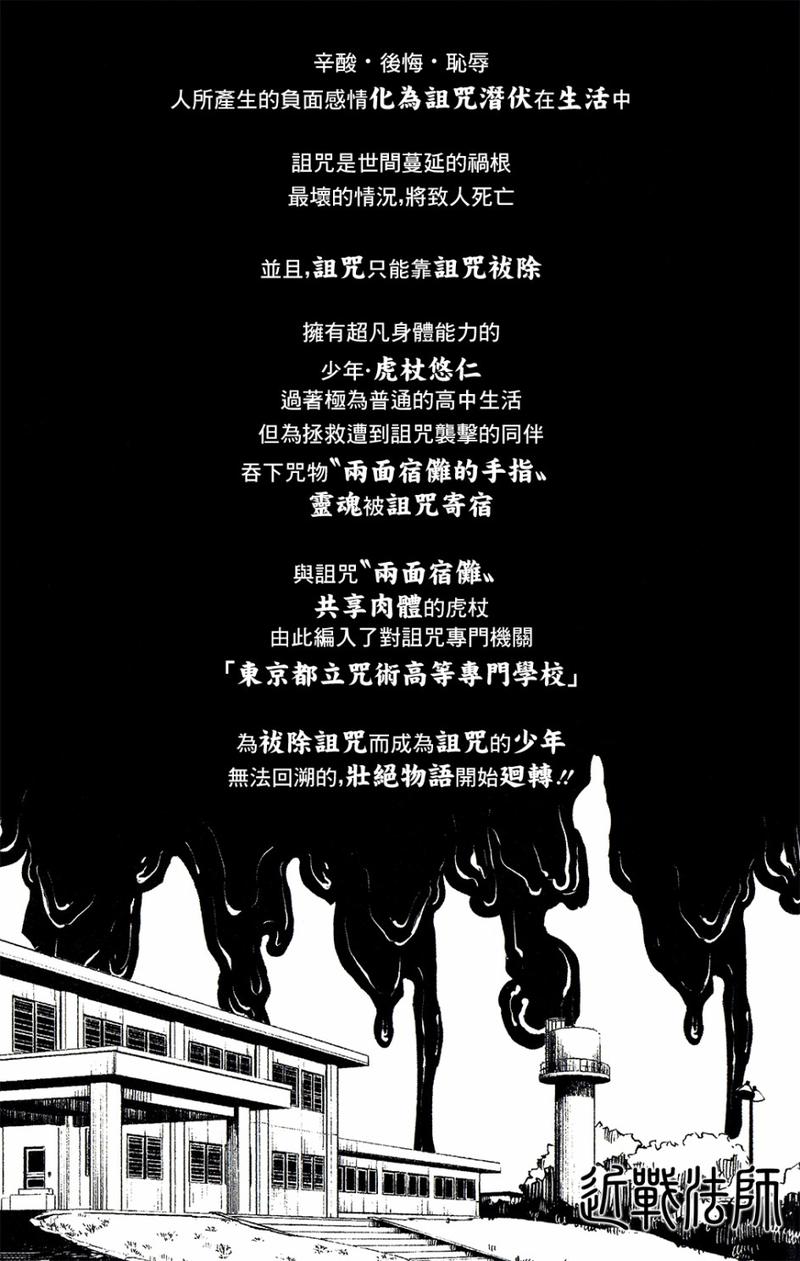 辛酸・後悔・恥辱
人所產生的負面感情化為詛咒潛伏在生活中
詛咒是世間蔓延的禍根
最壞的情況,將致人死亡
並且,詛咒只能靠詛咒祓除
擁有超凡身體能力的
少年・虎杖悠仁
過著極為普通的高中生活
但為拯救遭到詛咒襲擊的同伴
吞下咒物〝兩面宿儺的手指〟
靈魂被詛咒寄宿
與詛咒〝兩面宿儺〟
共享肉體的虎杖
由此編入了對詛咒專門機關
「東京都立咒術高等專門學校」
為祓除詛咒而成為詛咒的少年
無法回溯的,壯絕物語開始廻轉!!
近戰法師